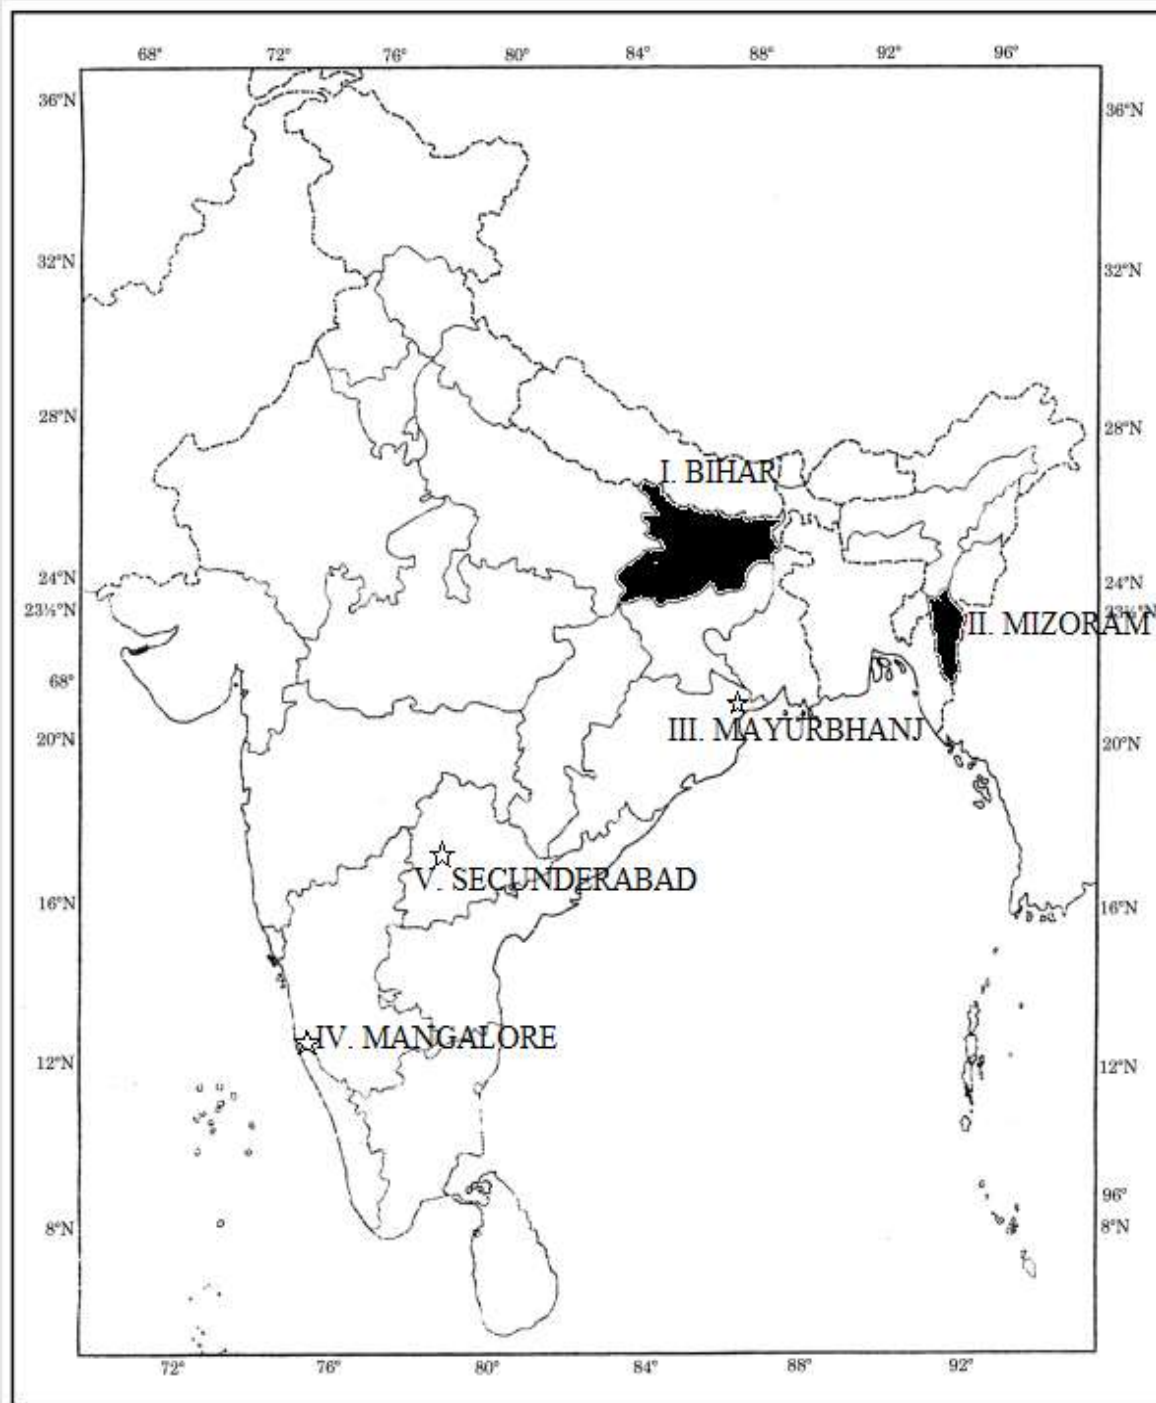 68° 72° 76° 80° 84° 88° 92° 96°
36°N 36°N
32°N 32°N
28°N 28°N
I. BIHAR
24°N 24°N
23½°N 23½°N
II. MIZORAM
68°
III. MAYURBHANJ
20°N 20°N
V. SECUNDERABAD
16°N 16°N
IV. MANGALORE
12°N 12°N
96°
8°N 8°N
72° 76° 80° 84° 88° 92°